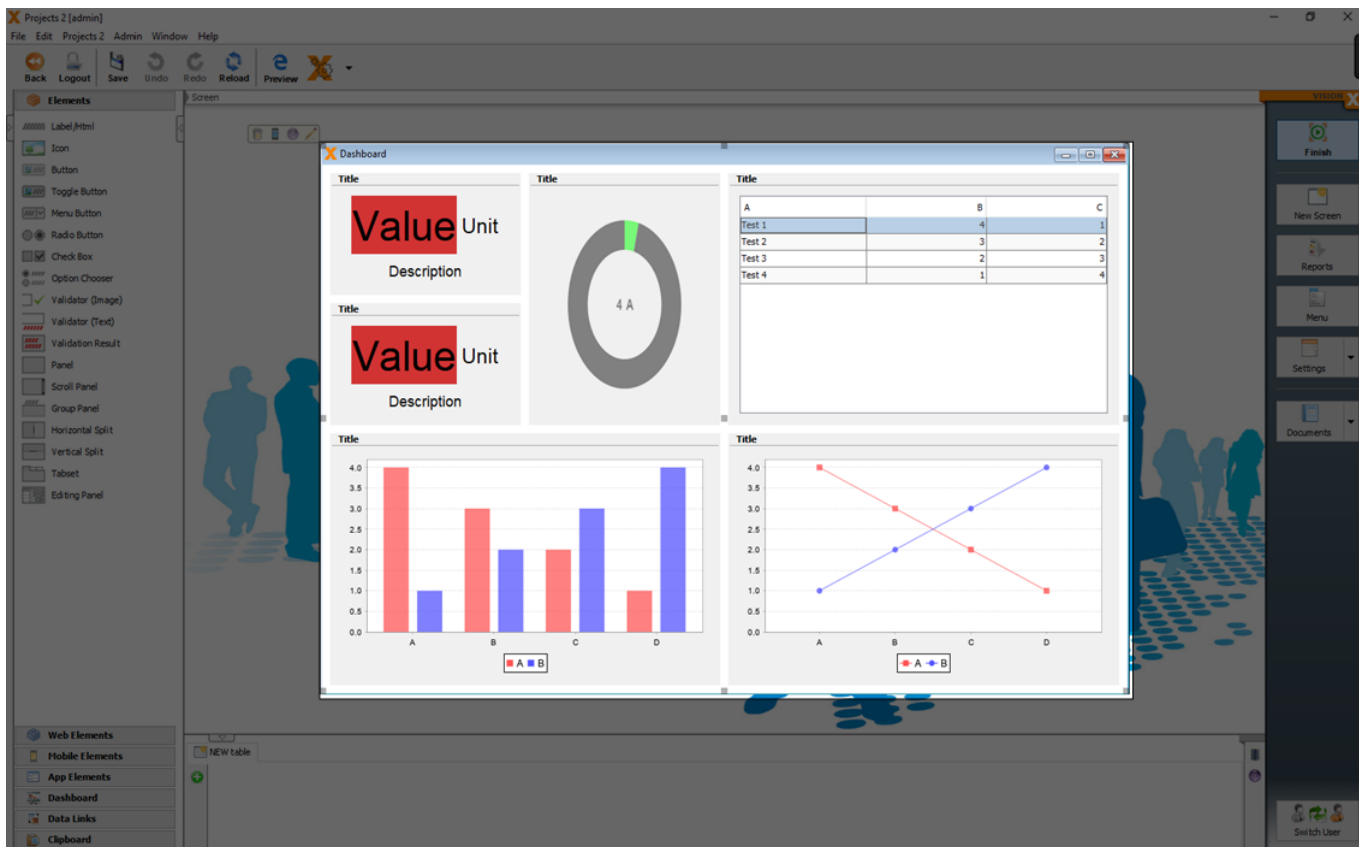 Projects 2 [admin]
File Edit Projects 2 Admin Window Help
Back Logout Save Undo Redo Reload Preview
Elements
Label/Html
Icon
Button
Toggle Button
Menu Button
Radio Button
Check Box
Option Chooser
Validator (Image)
Validator (Text)
Validation Result
Panel
Scroll Panel
Group Panel
Horizontal Split
Vertical Split
Tabset
Editing Panel
Web Elements
Mobile Elements
App Elements
Dashboard
Data Links
Clipboard
Screen
Dashboard
Title
Value Unit
Description
Title
Value Unit
Description
Title
4 A
Title
A B C
Test 1 4 1
Test 2 3 2
Test 3 2 3
Test 4 1 4
Title
4.0
3.5
3.0
2.5
2.0
1.5
1.0
0.5
0.0
A B C D
A B
Title
4.0
3.5
3.0
2.5
2.0
1.5
1.0
0.5
0.0
A B C D
A B
NEW table
VISION X
Finish
New Screen
Reports
Menu
Settings
Documents
Switch User